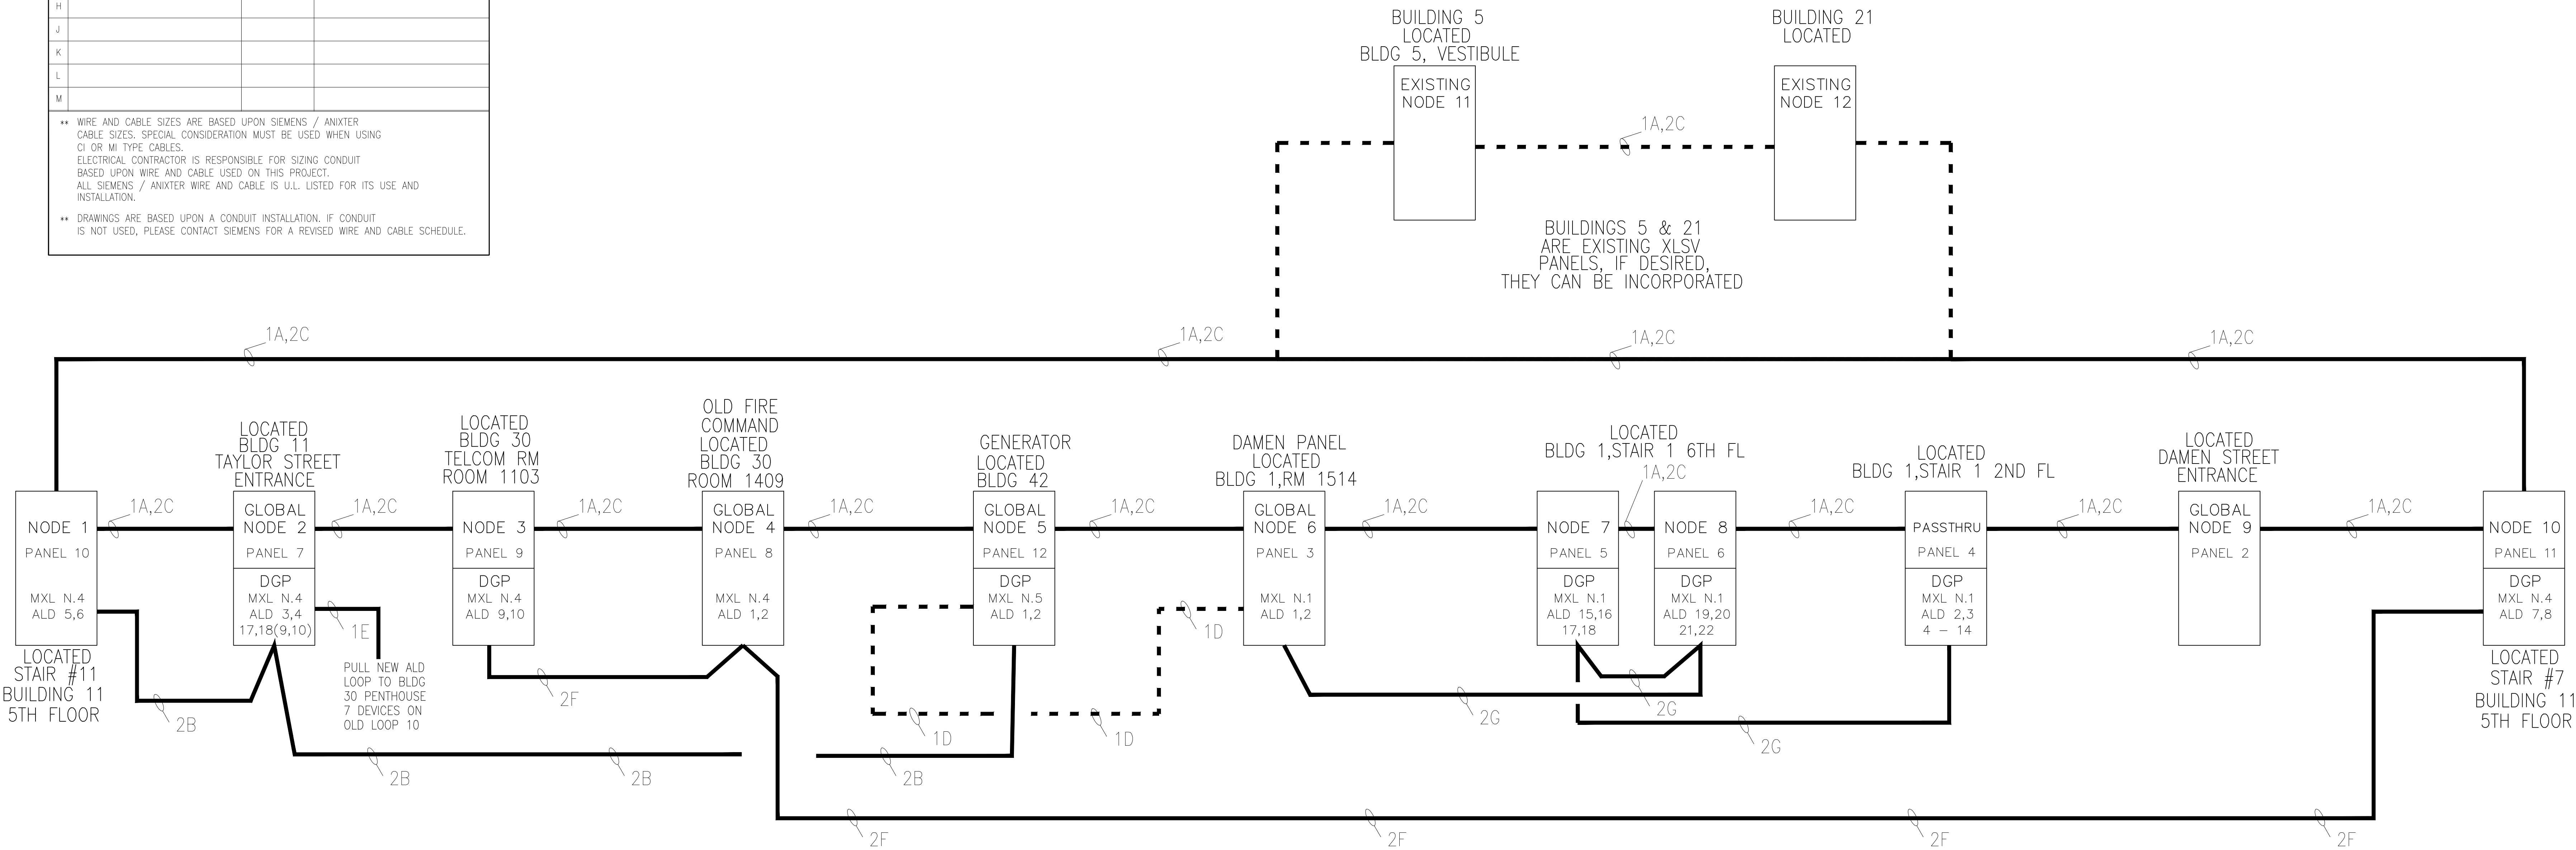 H
J
K
L
M
** WIRE AND CABLE SIZES ARE BASED UPON SIEMENS / ANIXTER
CABLE SIZES. SPECIAL CONSIDERATION MUST BE USED WHEN USING
CI OR MI TYPE CABLES.
ELECTRICAL CONTRACTOR IS RESPONSIBLE FOR SIZING CONDUIT
BASED UPON WIRE AND CABLE USED ON THIS PROJECT.
ALL SIEMENS / ANIXTER WIRE AND CABLE IS U.L. LISTED FOR ITS USE AND
INSTALLATION.
** DRAWINGS ARE BASED UPON A CONDUIT INSTALLATION. IF CONDUIT
IS NOT USED, PLEASE CONTACT SIEMENS FOR A REVISED WIRE AND CABLE SCHEDULE.
BUILDING 5
LOCATED
BLDG 5, VESTIBULE
EXISTING
NODE 11
1A,2C
BUILDING 21
LOCATED
EXISTING
NODE 12
BUILDINGS 5 & 21
ARE EXISTING XLSV
PANELS, IF DESIRED,
THEY CAN BE INCORPORATED
1A,2C
1A,2C
1A,2C
1A,2C
NODE 1
PANEL 10
MXL N.4
ALD 5,6
LOCATED
STAIR #11
BUILDING 11
5TH FLOOR
1A,2C
2B
LOCATED
BLDG 11
TAYLOR STREET
ENTRANCE
GLOBAL
NODE 2
PANEL 7
DGP
MXL N.4
ALD 3,4
17,18(9,10)
1A,2C
1E
PULL NEW ALD
LOOP TO BLDG
30 PENTHOUSE
7 DEVICES ON
OLD LOOP 10
2B
2B
LOCATED
BLDG 30
TELCOM RM
ROOM 1103
NODE 3
PANEL 9
DGP
MXL N.4
ALD 9,10
1A,2C
2F
OLD FIRE
COMMAND
LOCATED
BLDG 30
ROOM 1409
GLOBAL
NODE 4
PANEL 8
MXL N.4
ALD 1,2
1A,2C
GENERATOR
LOCATED
BLDG 42
GLOBAL
NODE 5
PANEL 12
DGP
MXL N.5
ALD 1,2
1A,2C
1D
1D
1D
2B
DAMEN PANEL
LOCATED
BLDG 1,RM 1514
GLOBAL
NODE 6
PANEL 3
MXL N.1
ALD 1,2
1A,2C
2G
LOCATED
BLDG 1,STAIR 1 6TH FL
1A,2C
NODE 7
PANEL 5
DGP
MXL N.1
ALD 15,16
17,18
NODE 8
PANEL 6
DGP
MXL N.1
ALD 19,20
21,22
2G
2G
1A,2C
LOCATED
BLDG 1,STAIR 1 2ND FL
PASSTHRU
PANEL 4
DGP
MXL N.1
ALD 2,3
4 - 14
1A,2C
LOCATED
DAMEN STREET
ENTRANCE
GLOBAL
NODE 9
PANEL 2
1A,2C
NODE 10
PANEL 11
DGP
MXL N.4
ALD 7,8
LOCATED
STAIR #7
BUILDING 11
5TH FLOOR
2F
2F
2F
2F